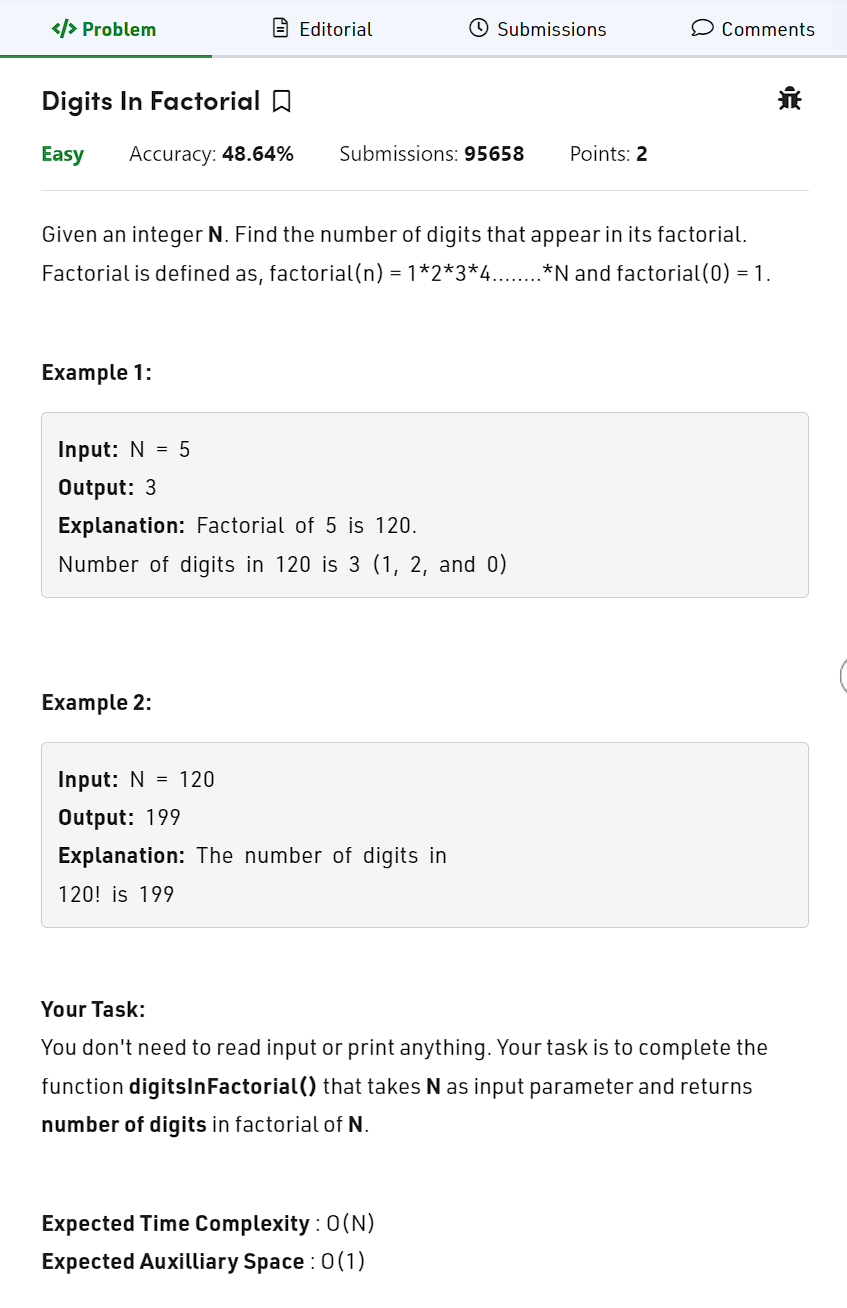 </> Problem
Editorial
Submissions
Comments
Digits In Factorial
Easy Accuracy: 48.64% Submissions: 95658 Points: 2
Given an integer N. Find the number of digits that appear in its factorial.
Factorial is defined as, factorial(n) = 1*2*3*4........*N and factorial(0) = 1.
Example 1:
Input: N = 5
Output: 3
Explanation: Factorial of 5 is 120.
Number of digits in 120 is 3 (1, 2, and 0)
Example 2:
Input: N = 120
Output: 199
Explanation: The number of digits in
120! is 199
Your Task:
You don't need to read input or print anything. Your task is to complete the
function digitsInFactorial() that takes N as input parameter and returns
number of digits in factorial of N.
Expected Time Complexity : O(N)
Expected Auxilliary Space : O(1)